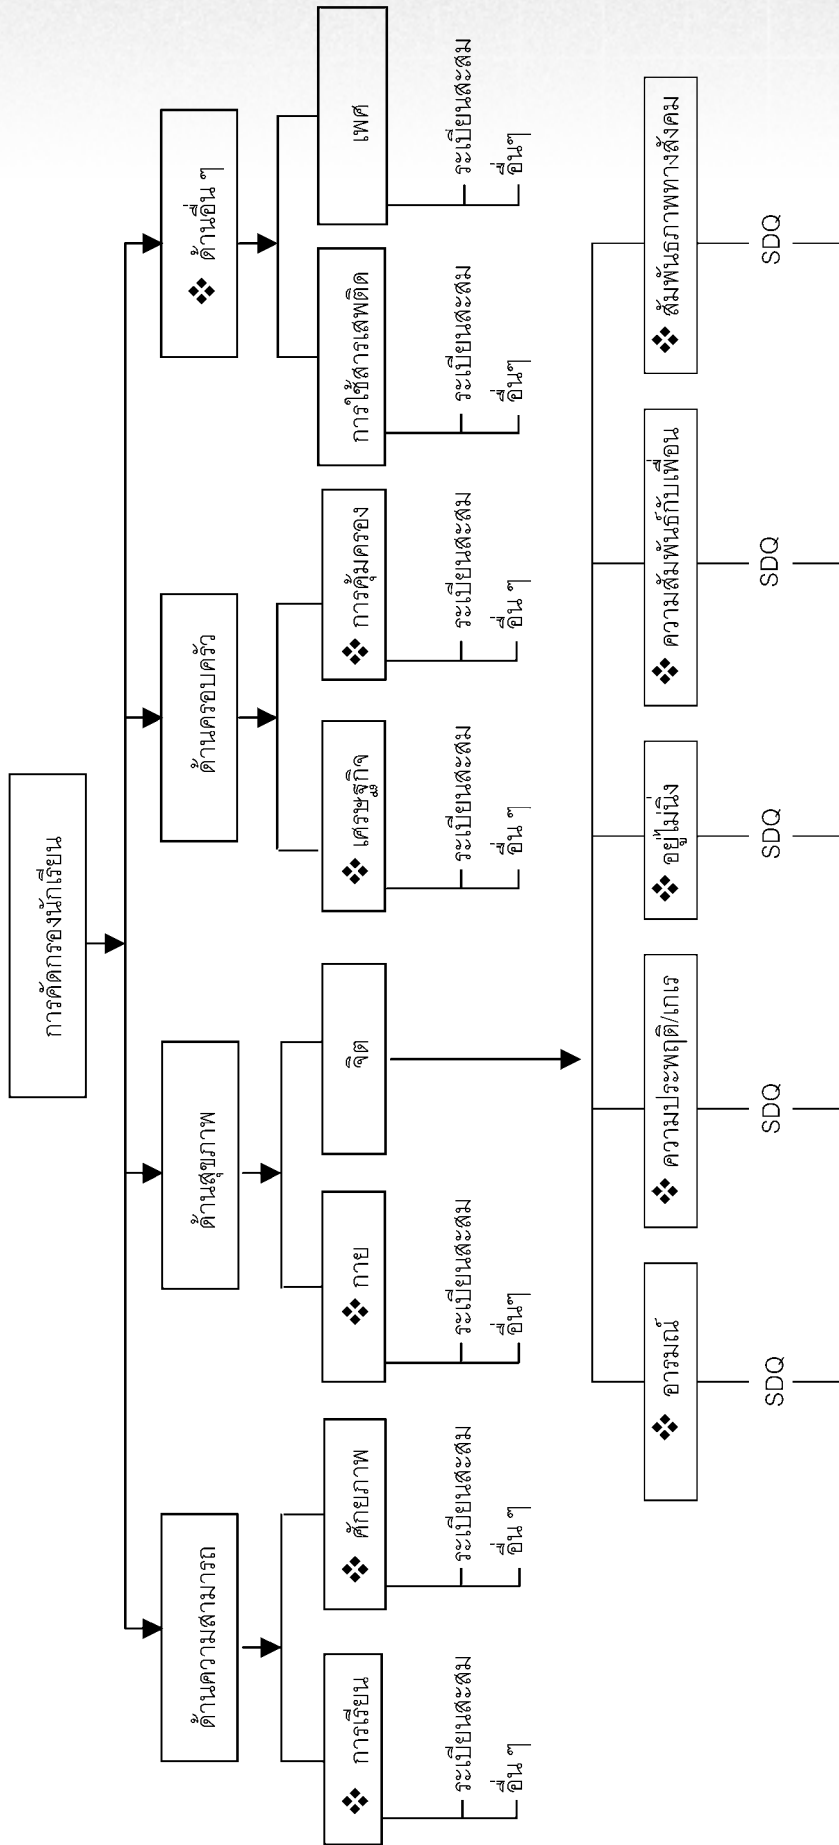 การคัดกรองนักเรียน
ด้านความสามารถ
ด้านสุขภาพ
ด้านครอบครัว
❖ ด้านอื่น ๆ
❖ การเรียน
❖ ศักยภาพ
❖ กาย
จิต
❖ เศรษฐกิจ
❖ การคุ้มครอง
การใช้สารเสพติด
เพศ
ระเบียนสะสม
อื่น ๆ
ระเบียนสะสม
อื่น ๆ
ระเบียนสะสม
อื่นๆ
ระเบียนสะสม
อื่น ๆ
ระเบียนสะสม
อื่น ๆ
ระเบียนสะสม
อื่นๆ
ระเบียนสะสม
อื่นๆ
❖ อารมณ์
❖ ความประพฤติ/เกเร
❖ อยู่ไม่นิ่ง
❖ ความสัมพันธ์กับเพื่อน
❖ สัมพันธภาพทางสังคม
SDQ
SDQ
SDQ
SDQ
SDQ